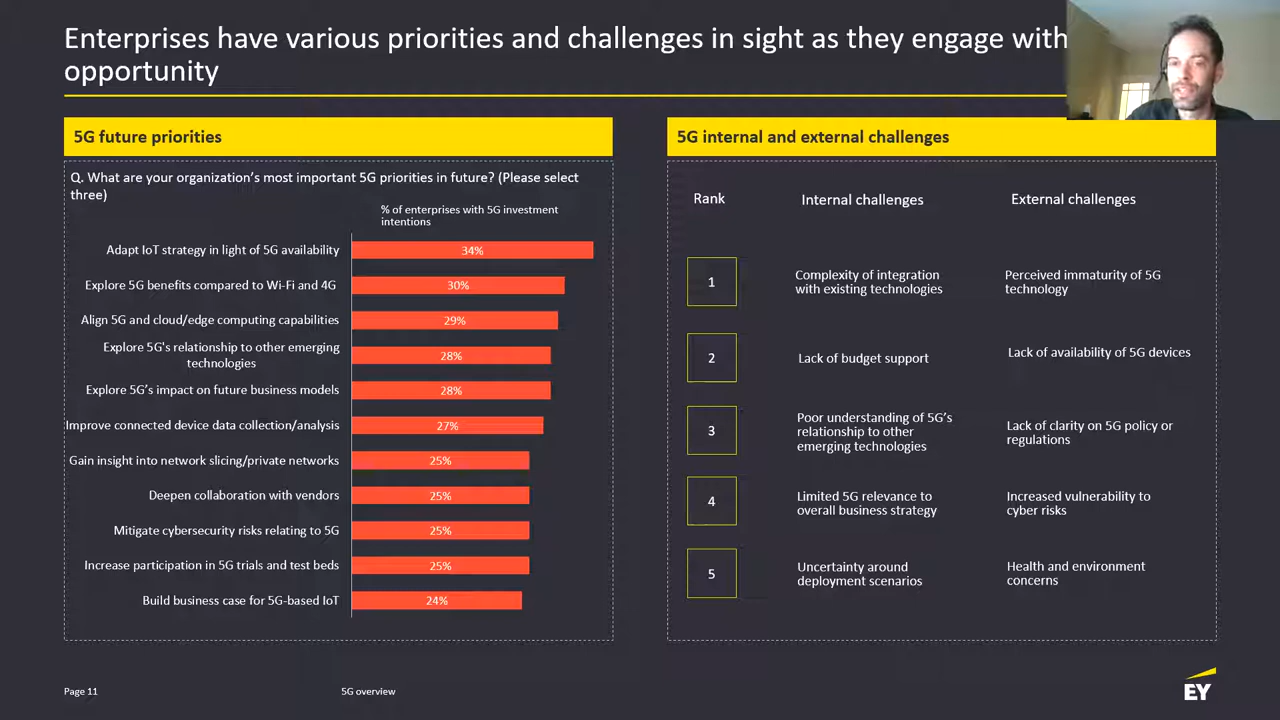 Enterprises have various priorities and challenges in sight as they engage with
opportunity
5G future priorities
Q. What are your organization's most important 5G priorities in future? (Please select
three)
% of enterprises with 5G investment
intentions
Adapt IoT strategy in light of 5G availability 34%
Explore 5G benefits compared to Wi-Fi and 4G 30%
Align 5G and cloud/edge computing capabilities 29%
Explore 5G's relationship to other emerging
technologies 28%
Explore 5G's impact on future business models 28%
Improve connected device data collection/analysis 27%
Gain insight into network slicing/private networks 25%
Deepen collaboration with vendors 25%
Mitigate cybersecurity risks relating to 5G 25%
Increase participation in 5G trials and test beds 25%
Build business case for 5G-based IoT 24%
5G internal and external challenges
Rank Internal challenges External challenges
1
Complexity of integration
with existing technologies
Perceived immaturity of 5G
technology
2
Lack of budget support
Lack of availability of 5G devices
3
Poor understanding of 5G's
relationship to other
emerging technologies
Lack of clarity on 5G policy or
regulations
4
Limited 5G relevance to
overall business strategy
Increased vulnerability to
cyber risks
5
Uncertainty around
deployment scenarios
Health and environment
concerns
Page 11 5G overview
EY